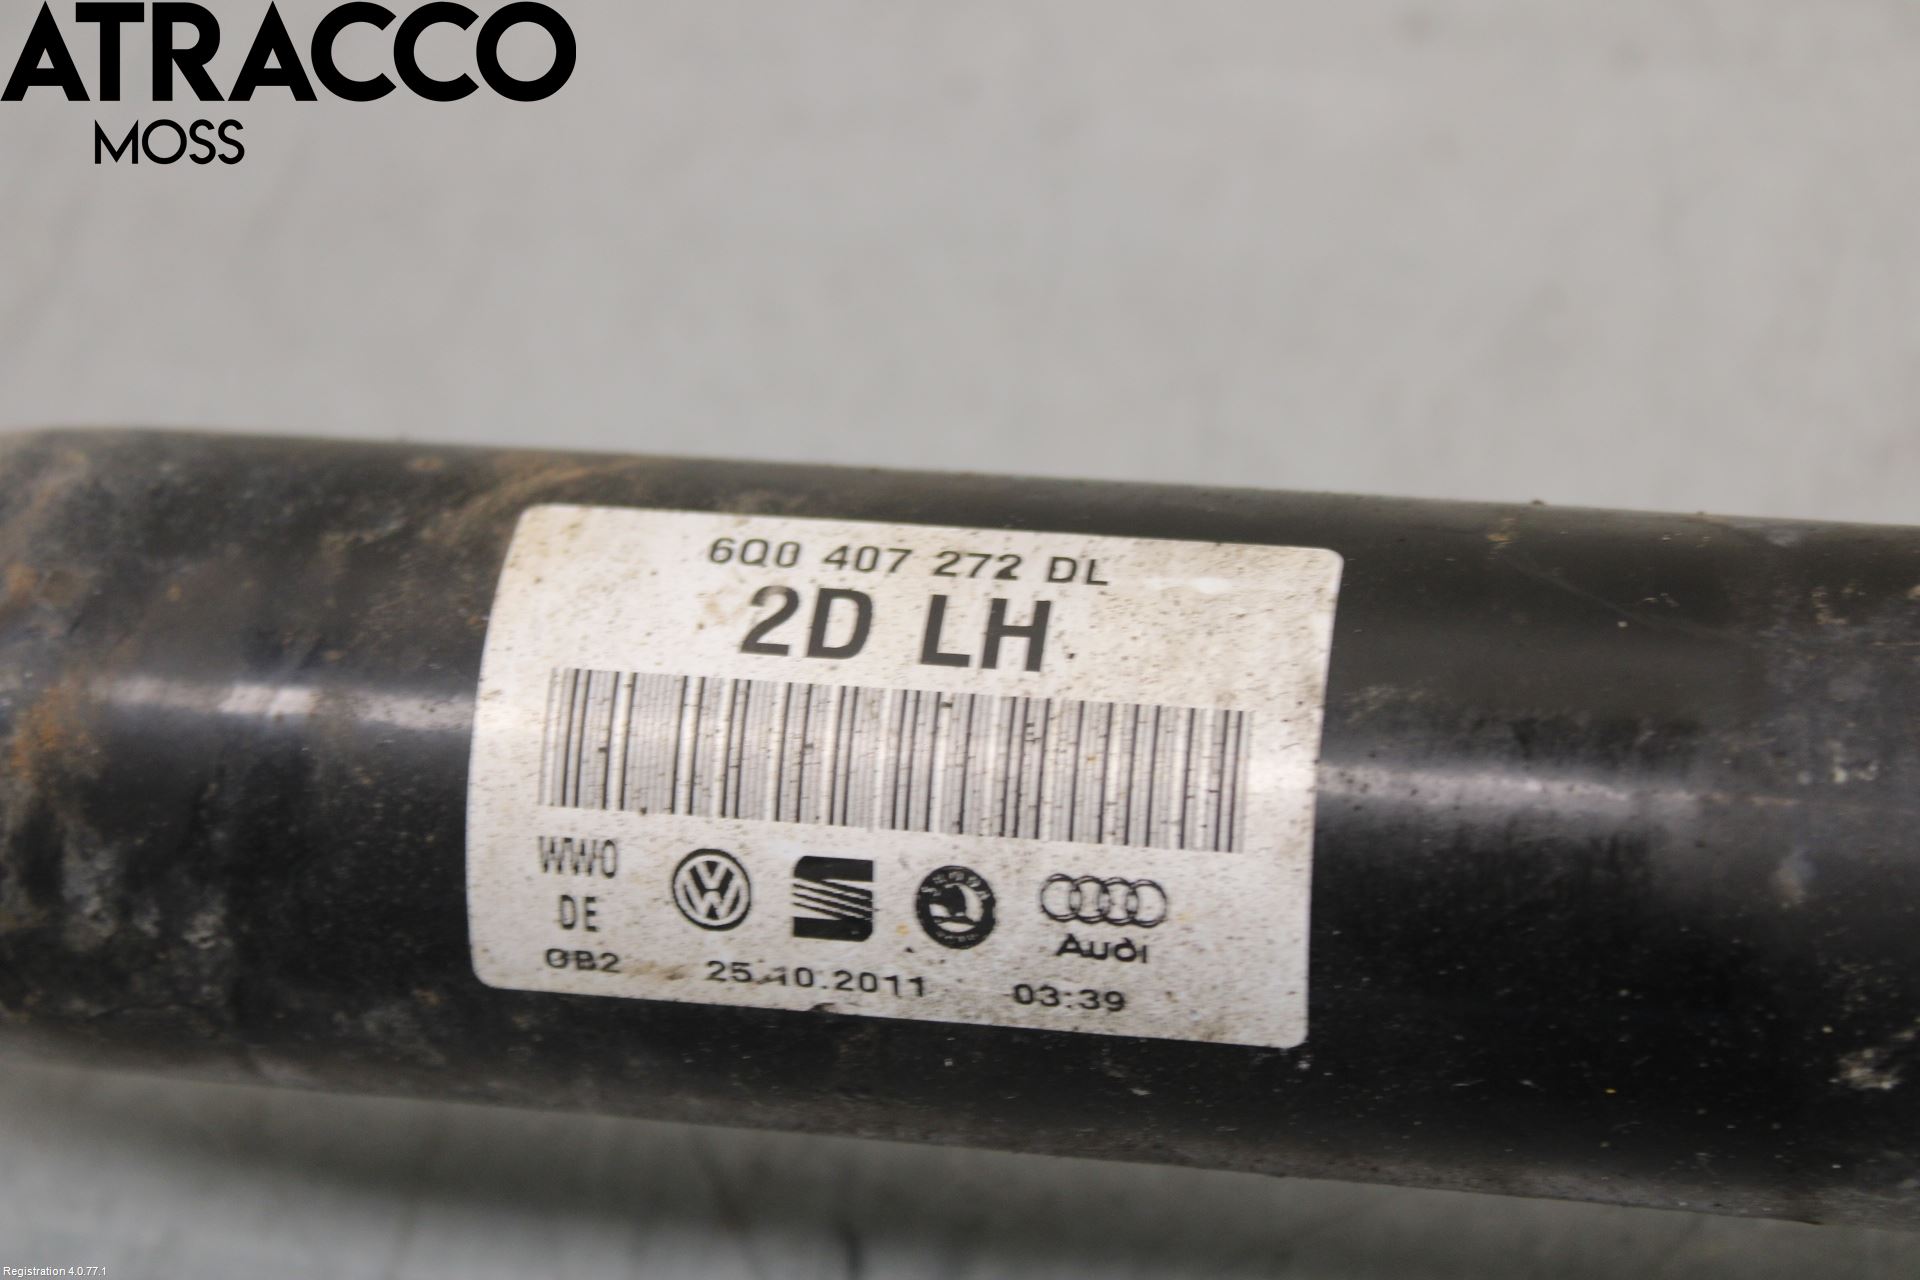 ATRACCO
MOSS
6Q0 407 272 DL
2D LH
WWO
DE
Audi
GB2 25.10.2011 03:39
Registration 4.0.77.1